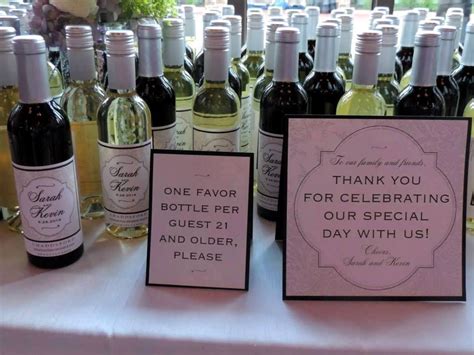 Sarah
&
Kevin
Sarah
&
Kevin
ONE FAVOR
BOTTLE PER
GUEST 21
AND OLDER,
PLEASE
To our family and friends,
THANK YOU
FOR CELEBRATING
OUR SPECIAL
DAY WITH US!
Cheers,
Sarah and Kevin